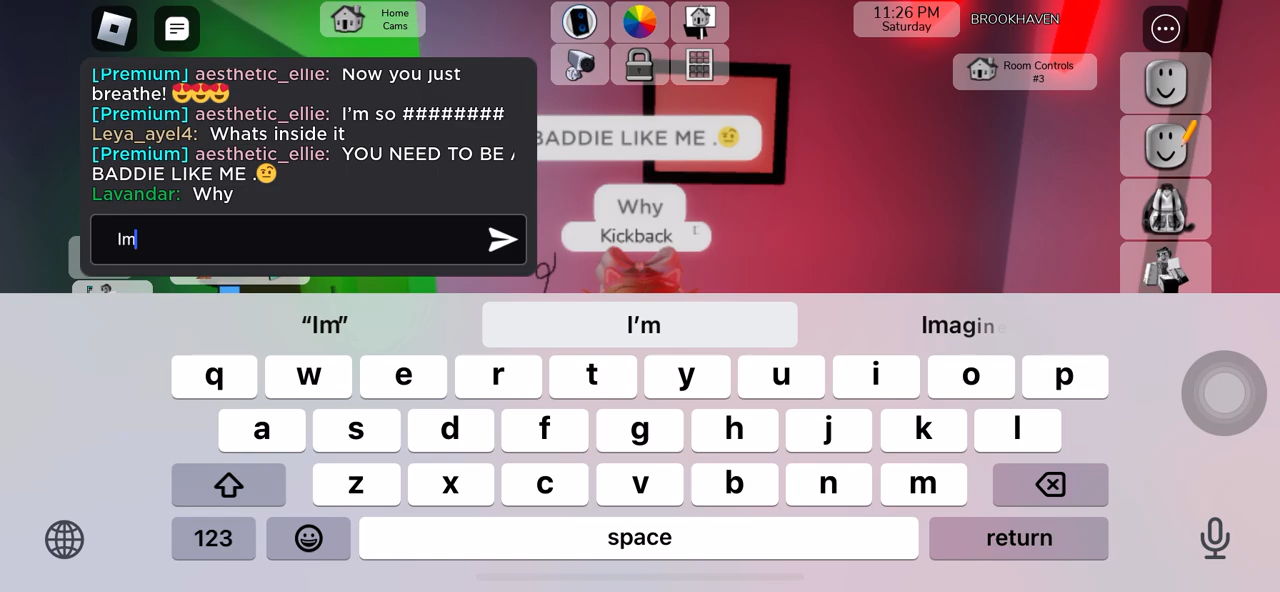 Home
Cams
11:26 PM
Saturday
BROOKHAVEN
Room Controls
#3
[Premium] aesthetic_ellie: Now you just
breathe! 😍😍😍
[Premium] aesthetic_ellie: I'm so ########
Leya_ayel4: Whats inside it
[Premium] aesthetic_ellie: YOU NEED TO BE
BADDIE LIKE ME .🤨
Lavandar: Why
BADDIE LIKE ME .🤨
Why
Kickback
Im
“Im”
I’m
Imagin
q w e r t y u i o p
a s d f g h j k l
z x c v b n m
123
space
return